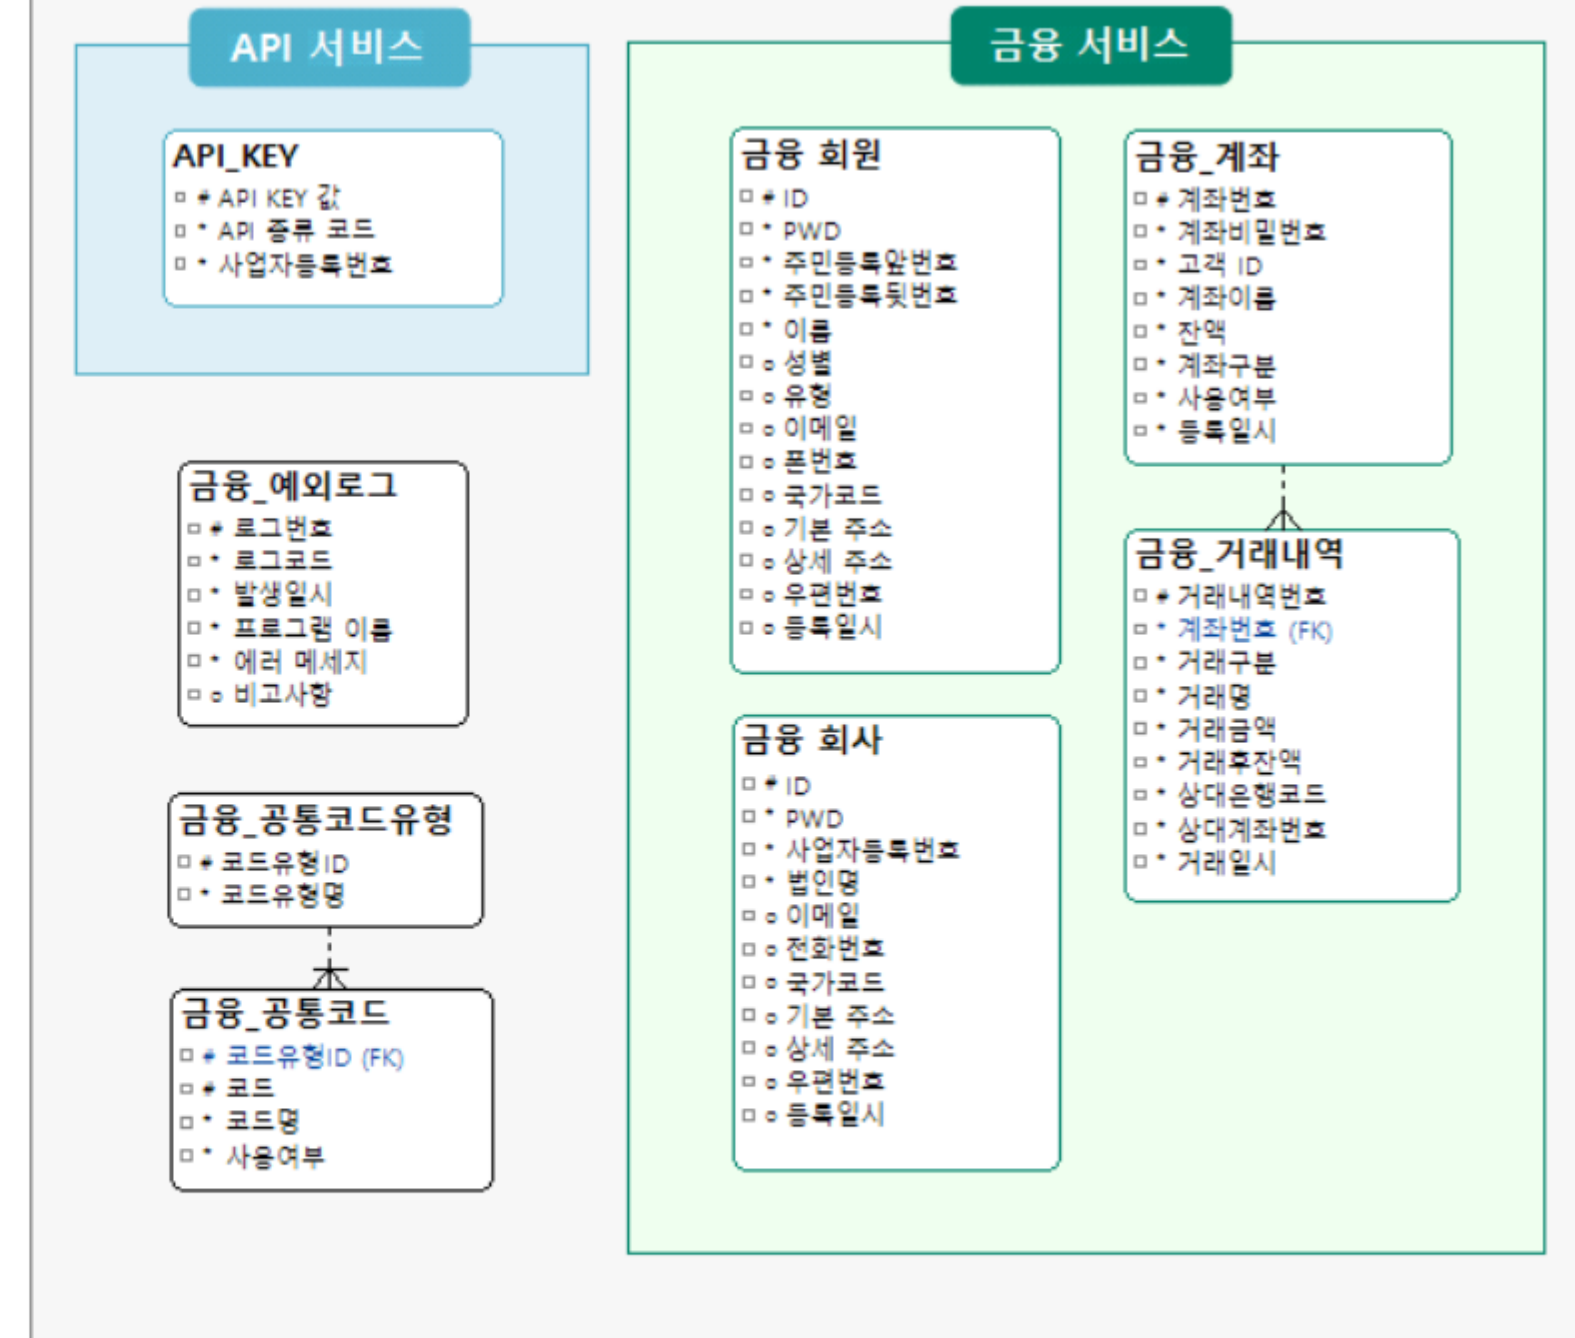 API 서비스
API_KEY
# API KEY 값
* API 종류 코드
* 사업자등록번호
금융_예외로그
# 로그번호
* 로그코드
* 발생일시
* 프로그램 이름
* 에러 메세지
o 비고사항
금융_공통코드유형
# 코드유형ID
* 코드유형명
금융_공통코드
# 코드유형ID (FK)
# 코드
* 코드명
* 사용여부
금융 서비스
금융 회원
# ID
* PWD
* 주민등록앞번호
* 주민등록뒷번호
* 이름
o 성별
o 유형
o 이메일
o 폰번호
o 국가코드
o 기본 주소
o 상세 주소
o 우편번호
o 등록일시
금융 회사
# ID
* PWD
* 사업자등록번호
* 법인명
o 이메일
o 전화번호
o 국가코드
o 기본 주소
o 상세 주소
o 우편번호
o 등록일시
금융_계좌
# 계좌번호
* 계좌비밀번호
* 고객 ID
* 계좌이름
* 잔액
* 계좌구분
* 사용여부
* 등록일시
금융_거래내역
# 거래내역번호
* 계좌번호 (FK)
* 거래구분
* 거래명
* 거래금액
* 거래후잔액
* 상대은행코드
* 상대계좌번호
* 거래일시